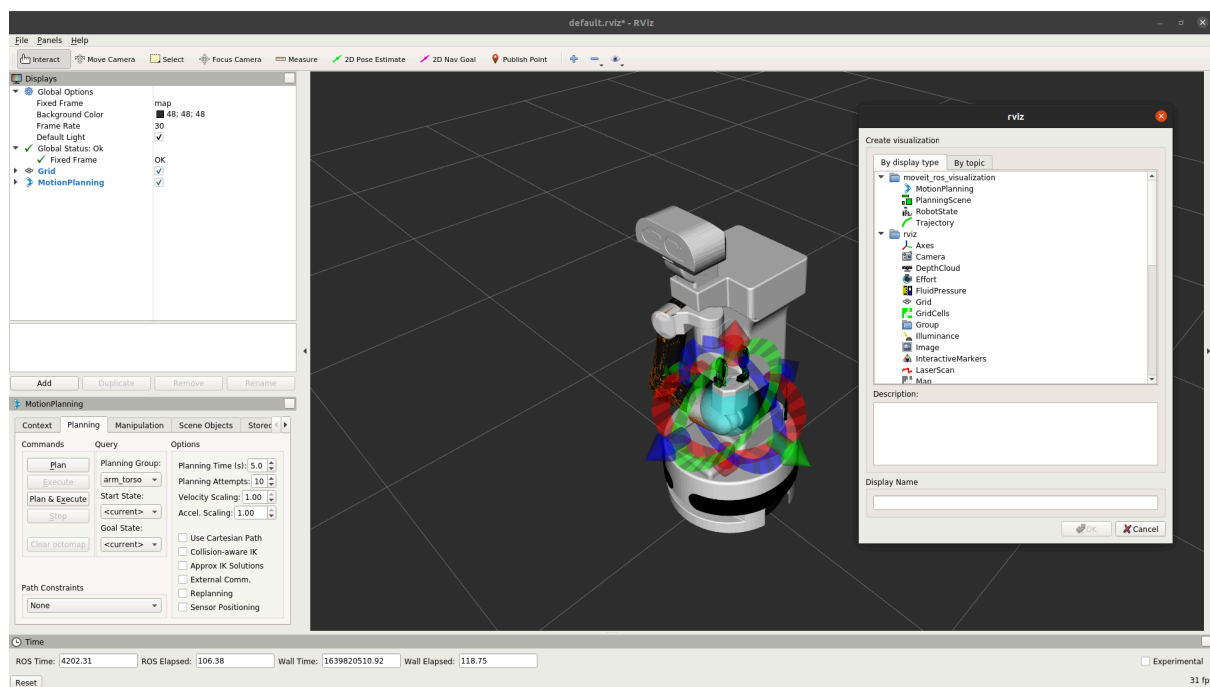 default.rviz* - RViz
File Panels Help
Interact Move Camera Select Focus Camera Measure 2D Pose Estimate 2D Nav Goal Publish Point
Displays
Global Options
Fixed Frame map
Background Color 48; 48; 48
Frame Rate 30
Default Light
Global Status: Ok
Fixed Frame OK
Grid
MotionPlanning
Add Duplicate Remove Rename
MotionPlanning
Context Planning Manipulation Scene Objects Storec
Commands Query Options
Plan
Execute
Plan & Execute
Stop
Clear octomap
Planning Group:
arm_torso
Start State:
<current>
Goal State:
<current>
Planning Time (s): 5.0
Planning Attempts: 10
Velocity Scaling: 1.00
Accel. Scaling: 1.00
Use Cartesian Path
Collision-aware IK
Approx IK Solutions
External Comm.
Replanning
Sensor Positioning
Path Constraints
None
rviz
Create visualization
By display type By topic
moveit_ros_visualization
MotionPlanning
PlanningScene
RobotState
Trajectory
rviz
Axes
Camera
DepthCloud
Effort
FluidPressure
Grid
GridCells
Group
Illuminance
Image
InteractiveMarkers
LaserScan
Map
Description:
Display Name
OK Cancel
Time
ROS Time: 4202.31 ROS Elapsed: 106.38 Wall Time: 1639820510.92 Wall Elapsed: 118.75 Experimental
Reset 31 fp